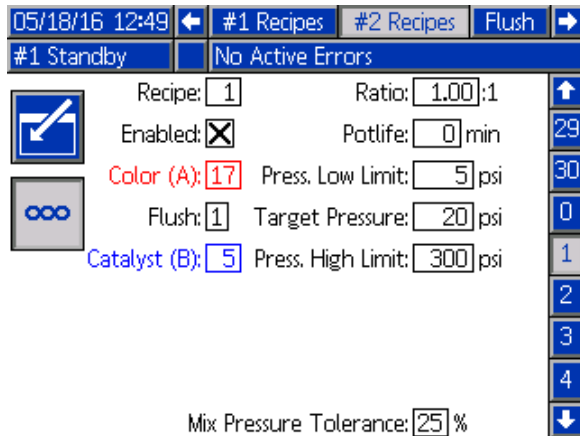 05/18/16 12:49 #1 Recipes #2 Recipes Flush
#1 Standby No Active Errors
Recipe: 1 Ratio: 1.00 :1
Enabled: Potlife: 0 min
Color (A): 17 Press. Low Limit: 5 psi
Flush: 1 Target Pressure: 20 psi
Catalyst (B): 5 Press. High Limit: 300 psi
Mix Pressure Tolerance: 25 %
29
30
0
1
2
3
4